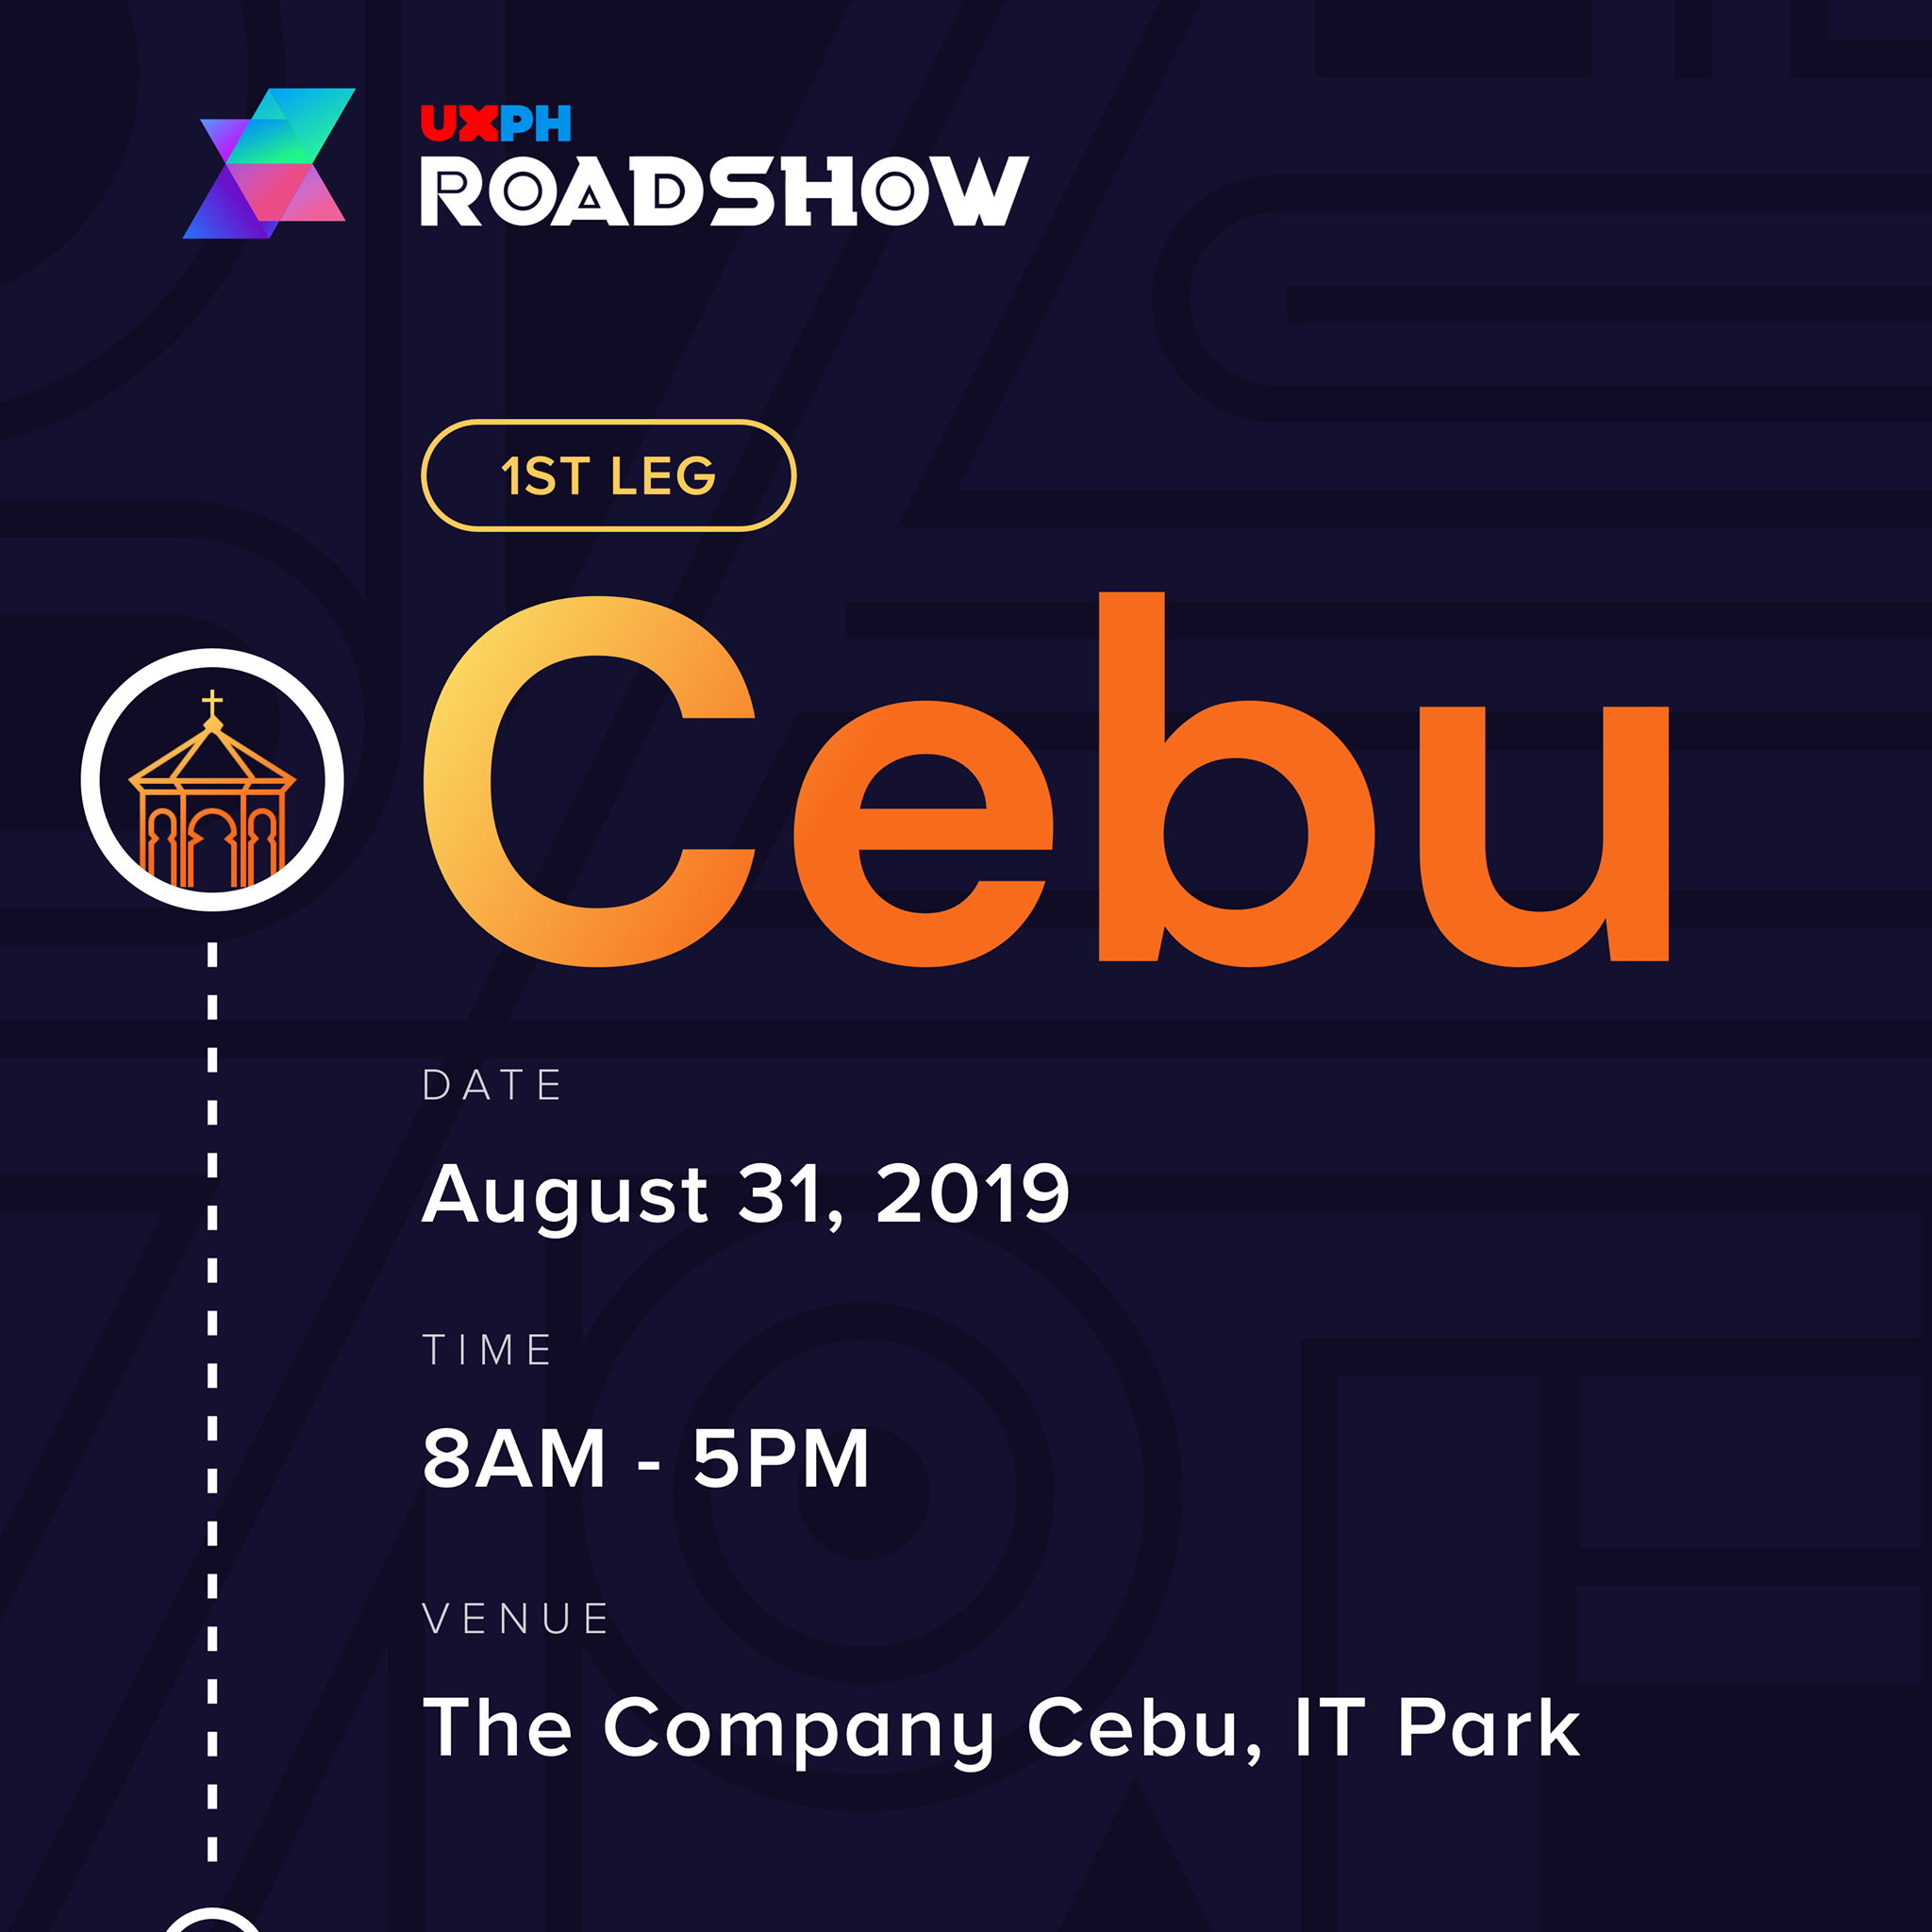 UXPH
ROADSHOW
1ST LEG
Cebu
DATE
August 31, 2019
TIME
8AM - 5PM
VENUE
The Company Cebu, IT Park